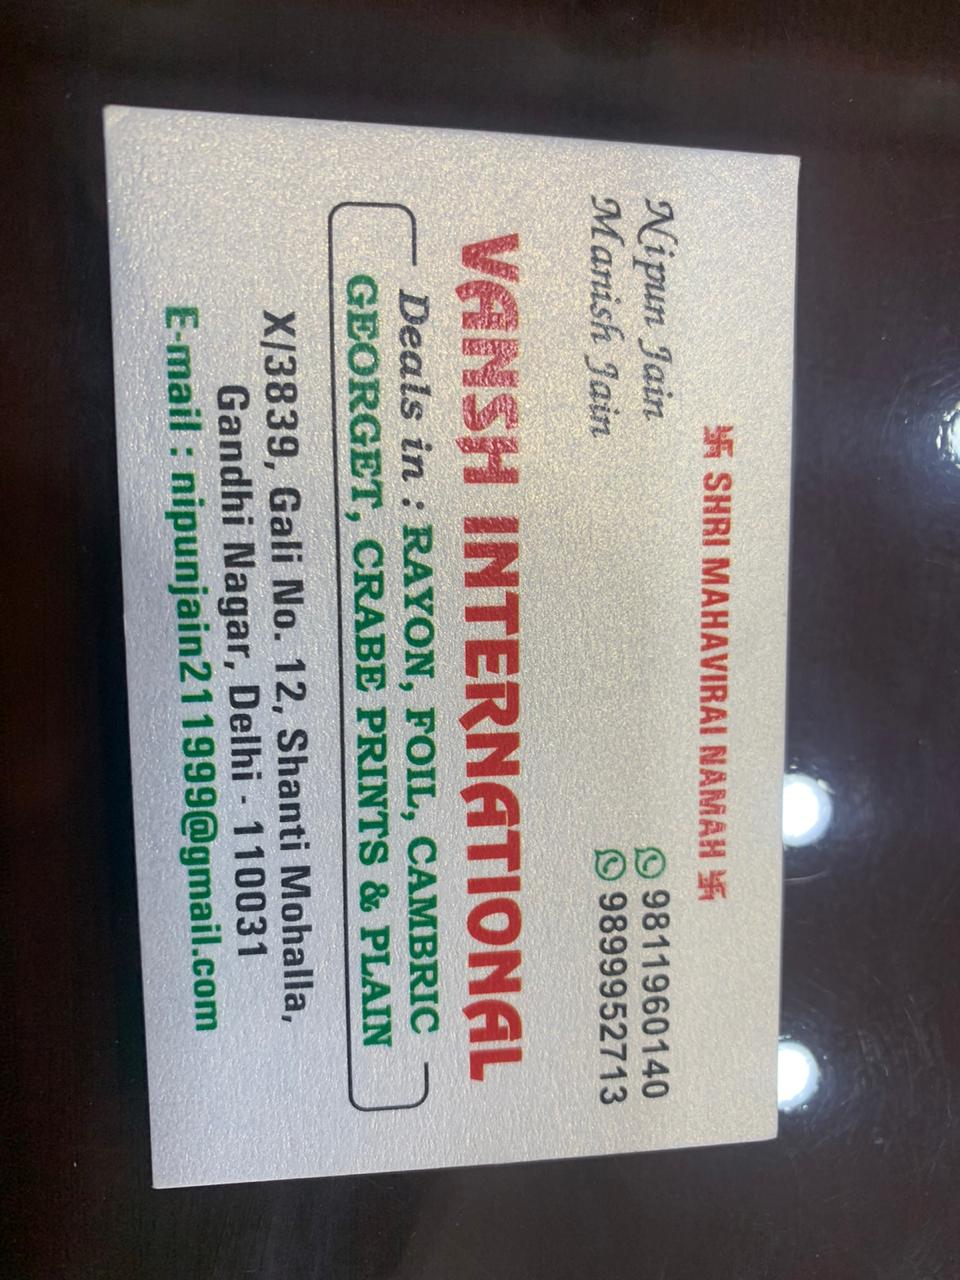 卐 SHRI MAHAVIRAI NAMAH 卐
Nipun Jain
Manish Jain
9811960140
9899952713
VANSH INTERNATIONAL
Deals in : RAYON, FOIL, CAMBRIC
GEORGET, CRABE PRINTS & PLAIN
X/3839, Gali No. 12, Shanti Mohalla,
Gandhi Nagar, Delhi - 110031
E-mail : nipunjain211999@gmail.com